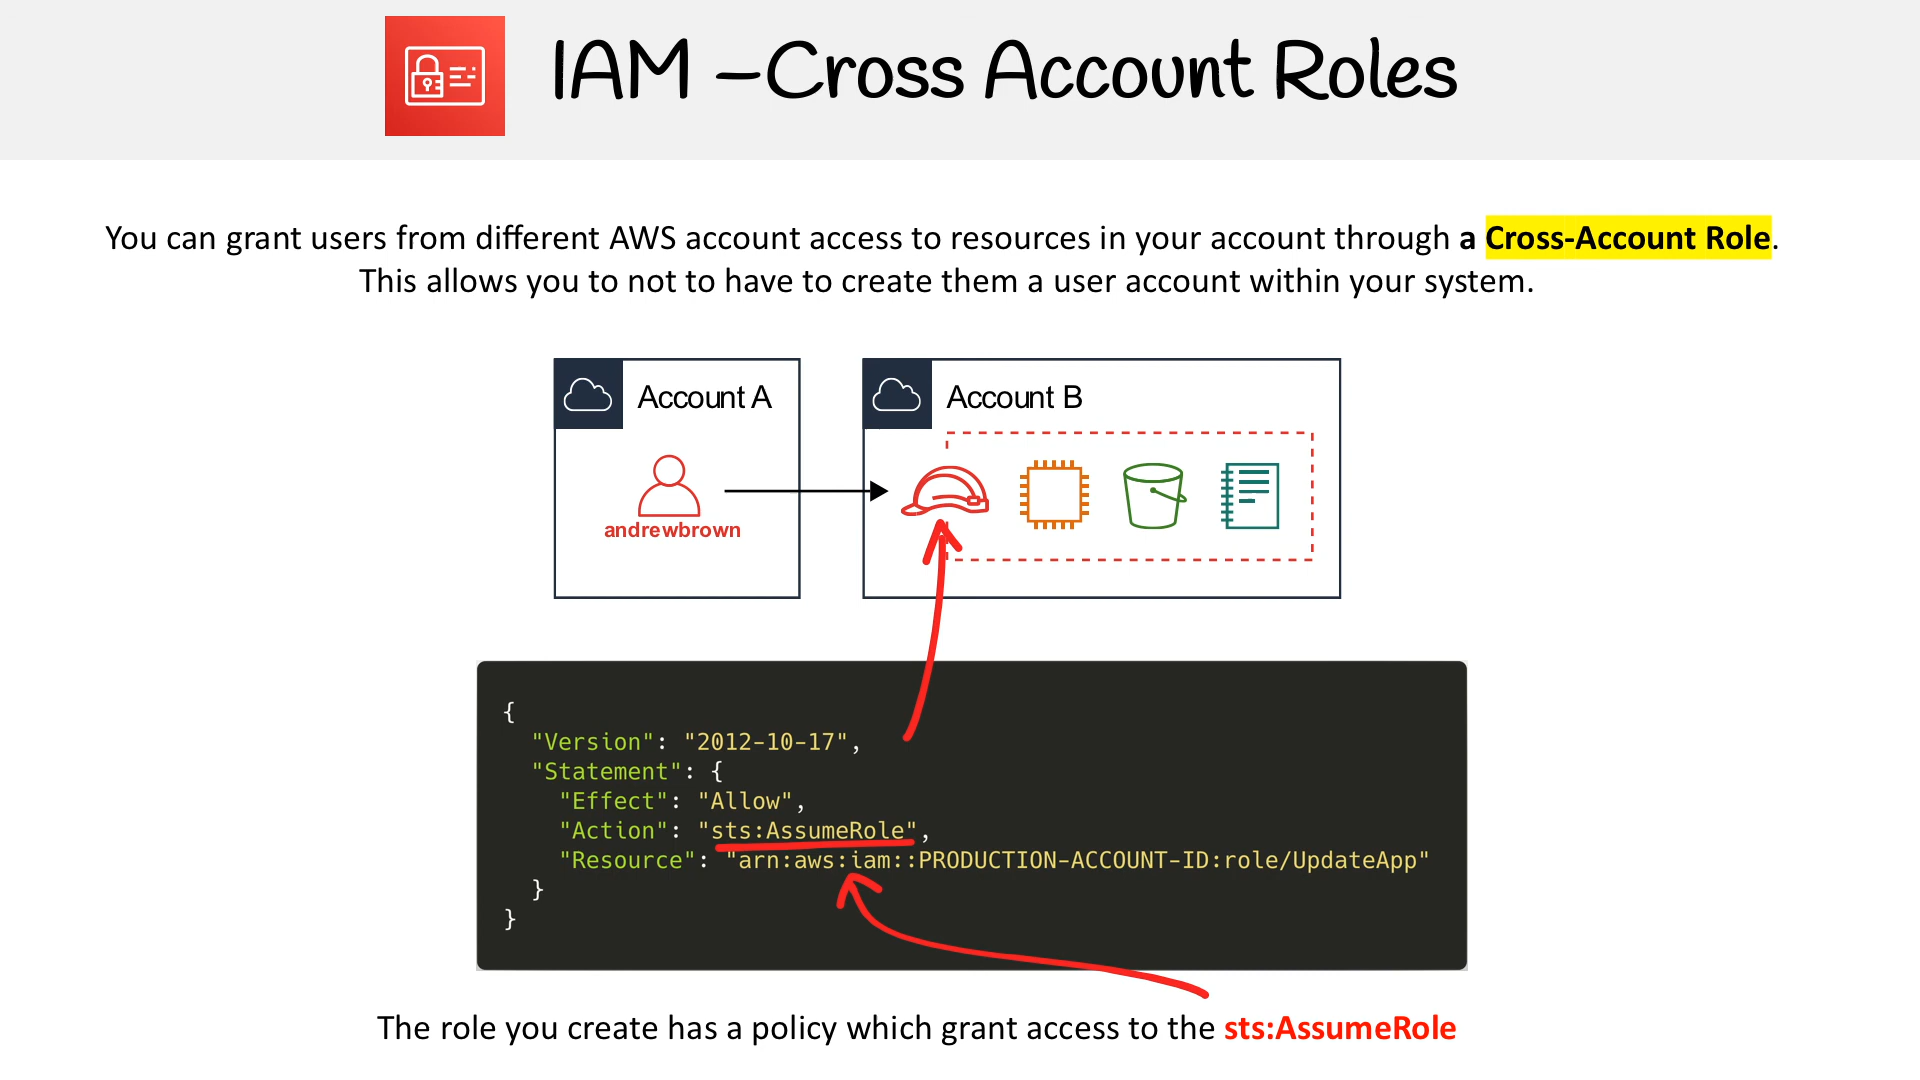 IAM –Cross Account Roles
You can grant users from different AWS account access to resources in your account through a Cross-Account Role.
This allows you to not to have to create them a user account within your system.
Account A
Account B
andrewbrown
{
  "Version": "2012-10-17",
  "Statement": {
    "Effect": "Allow",
    "Action": "sts:AssumeRole",
    "Resource": "arn:aws:iam::PRODUCTION-ACCOUNT-ID:role/UpdateApp"
  }
}
The role you create has a policy which grant access to the sts:AssumeRole